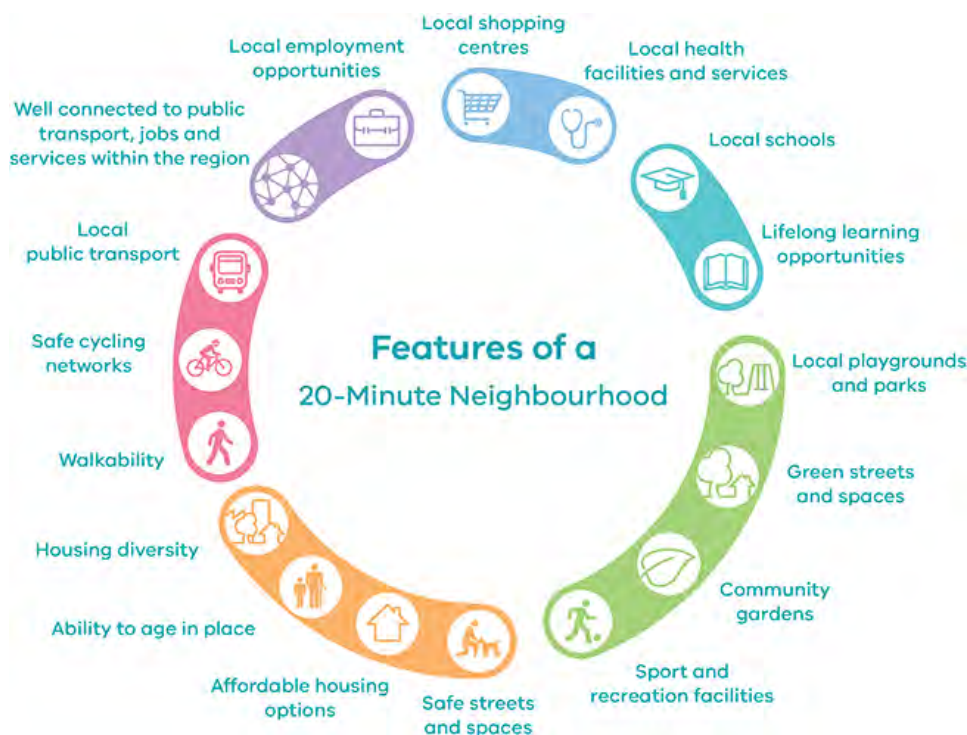 Local shopping
centres
Local health
facilities and services
Local schools
Lifelong learning
opportunities
Local playgrounds
and parks
Green streets
and spaces
Community
gardens
Sport and
recreation facilities
Safe streets
and spaces
Affordable housing
options
Ability to age in place
Housing diversity
Walkability
Safe cycling
networks
Local
public transport
Well connected to public
transport, jobs and
services within the region
Local employment
opportunities
Features of a
20-Minute Neighbourhood